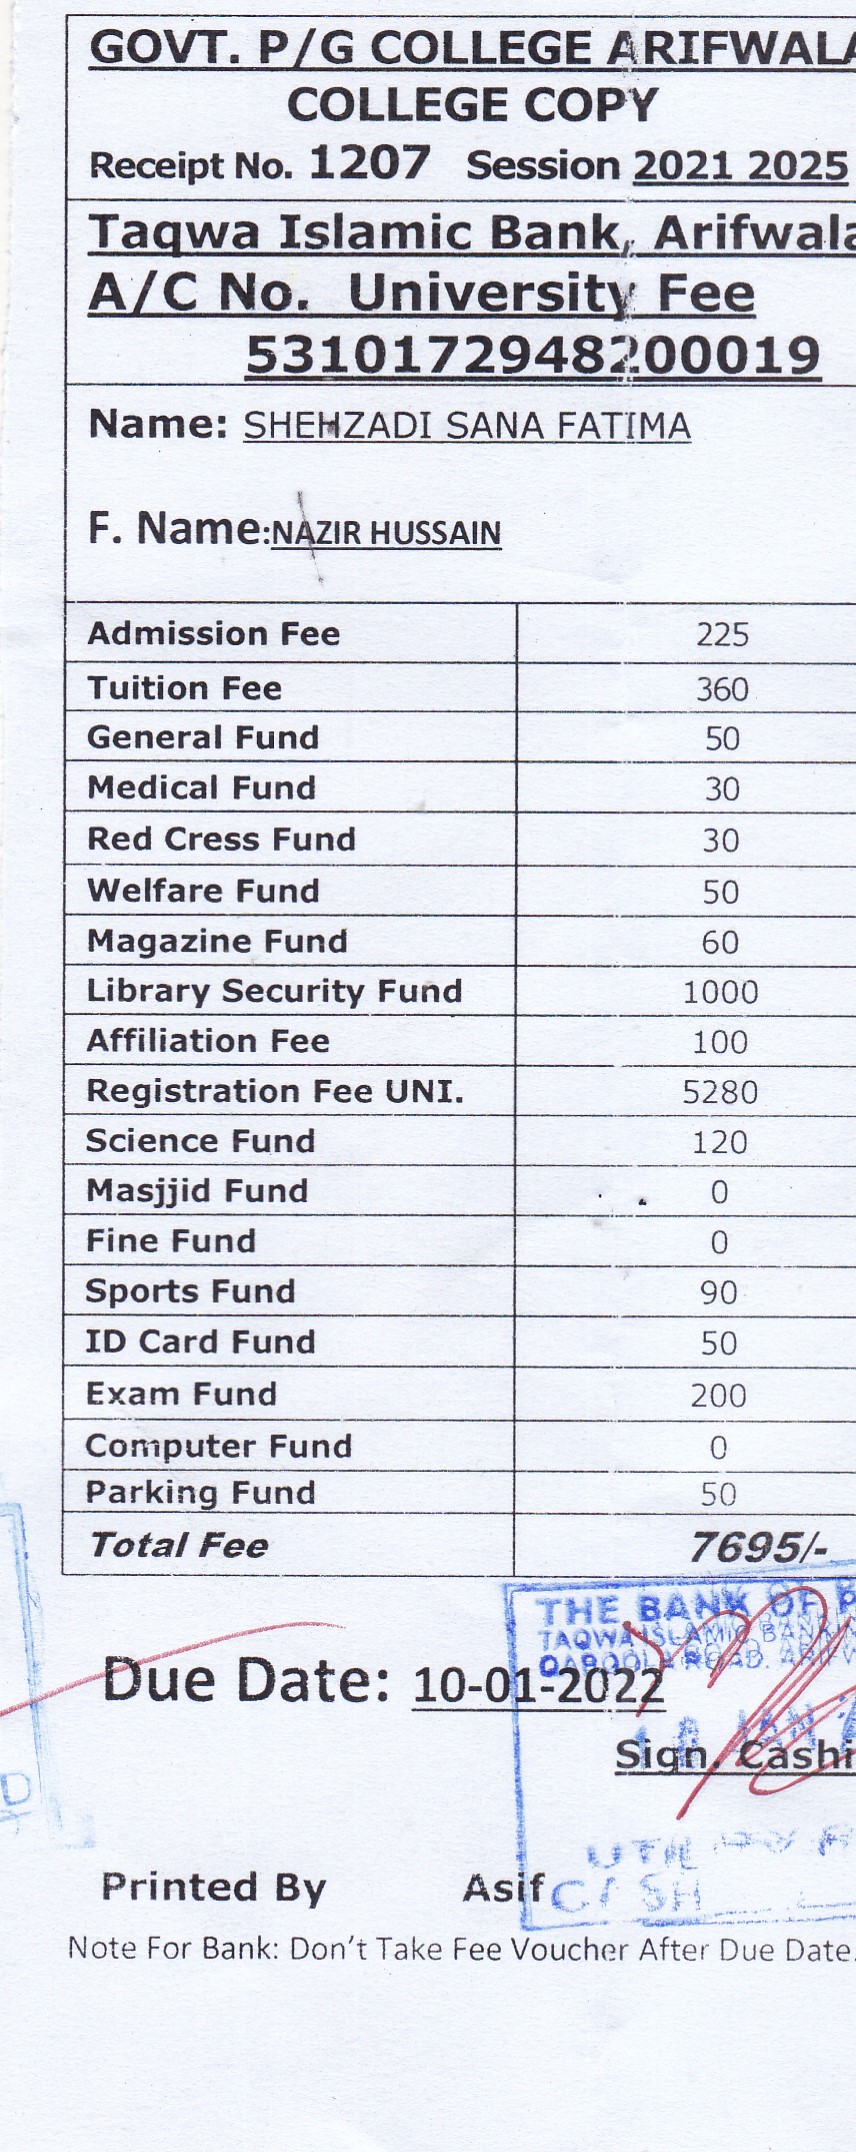 GOVT. P/G COLLEGE ARIFWALA
COLLEGE COPY
Receipt No. 1207 Session 2021 2025
Taqwa Islamic Bank, Arifwala
A/C No. University Fee
5310172948200019
Name: SHEHZADI SANA FATIMA
F. Name:NAZIR HUSSAIN
Admission Fee 225
Tuition Fee 360
General Fund 50
Medical Fund 30
Red Cress Fund 30
Welfare Fund 50
Magazine Fund 60
Library Security Fund 1000
Affiliation Fee 100
Registration Fee UNI. 5280
Science Fund 120
Masjjid Fund 0
Fine Fund 0
Sports Fund 90
ID Card Fund 50
Exam Fund 200
Computer Fund 0
Parking Fund 50
Total Fee 7695/-
THE BANK OF P
TAQWA ISLAMIC BANKIN
QABOOLA ROAD. ARIFW
Due Date: 10-01-2022
JAN
Sign. Cashi
D
CASH
Printed By Asif
Note For Bank: Don't Take Fee Voucher After Due Date.